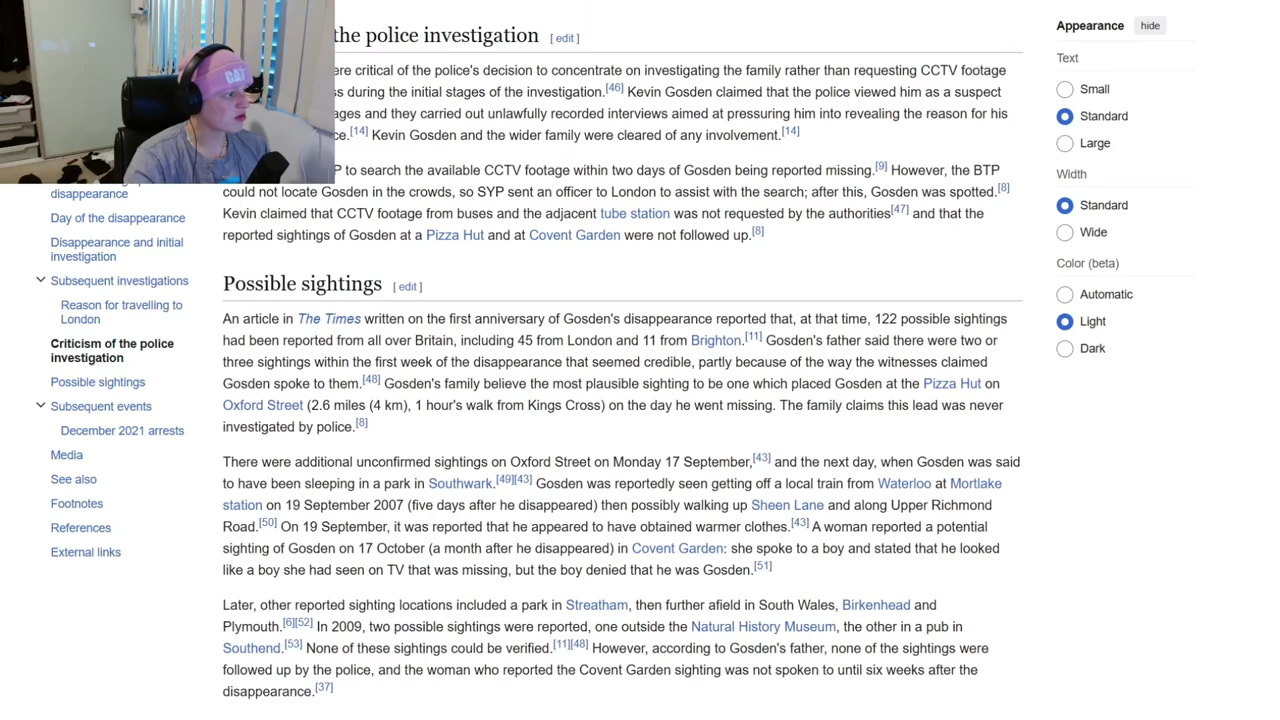 the police investigation [ edit ]
ere critical of the police's decision to concentrate on investigating the family rather than requesting CCTV footage
s during the initial stages of the investigation.[46] Kevin Gosden claimed that the police viewed him as a suspect
ages and they carried out unlawfully recorded interviews aimed at pressuring him into revealing the reason for his
ce.[14] Kevin Gosden and the wider family were cleared of any involvement.[14]
P to search the available CCTV footage within two days of Gosden being reported missing.[9] However, the BTP
could not locate Gosden in the crowds, so SYP sent an officer to London to assist with the search; after this, Gosden was spotted.[8]
Kevin claimed that CCTV footage from buses and the adjacent tube station was not requested by the authorities[47] and that the
reported sightings of Gosden at a Pizza Hut and at Covent Garden were not followed up.[8]
Possible sightings [ edit ]
An article in The Times written on the first anniversary of Gosden's disappearance reported that, at that time, 122 possible sightings
had been reported from all over Britain, including 45 from London and 11 from Brighton.[11] Gosden's father said there were two or
three sightings within the first week of the disappearance that seemed credible, partly because of the way the witnesses claimed
Gosden spoke to them.[48] Gosden's family believe the most plausible sighting to be one which placed Gosden at the Pizza Hut on
Oxford Street (2.6 miles (4 km), 1 hour's walk from Kings Cross) on the day he went missing. The family claims this lead was never
investigated by police.[8]
There were additional unconfirmed sightings on Oxford Street on Monday 17 September,[43] and the next day, when Gosden was said
to have been sleeping in a park in Southwark.[49][43] Gosden was reportedly seen getting off a local train from Waterloo at Mortlake
station on 19 September 2007 (five days after he disappeared) then possibly walking up Sheen Lane and along Upper Richmond
Road.[50] On 19 September, it was reported that he appeared to have obtained warmer clothes.[43] A woman reported a potential
sighting of Gosden on 17 October (a month after he disappeared) in Covent Garden: she spoke to a boy and stated that he looked
like a boy she had seen on TV that was missing, but the boy denied that he was Gosden.[51]
Later, other reported sighting locations included a park in Streatham, then further afield in South Wales, Birkenhead and
Plymouth.[6][52] In 2009, two possible sightings were reported, one outside the Natural History Museum, the other in a pub in
Southend.[53] None of these sightings could be verified.[11][48] However, according to Gosden's father, none of the sightings were
followed up by the police, and the woman who reported the Covent Garden sighting was not spoken to until six weeks after the
disappearance.[37]
disappearance
Day of the disappearance
Disappearance and initial
investigation
Subsequent investigations
Reason for travelling to
London
Criticism of the police
investigation
Possible sightings
Subsequent events
December 2021 arrests
Media
See also
Footnotes
References
External links
Appearance hide
Text
Small
Standard
Large
Width
Standard
Wide
Color (beta)
Automatic
Light
Dark
CAT